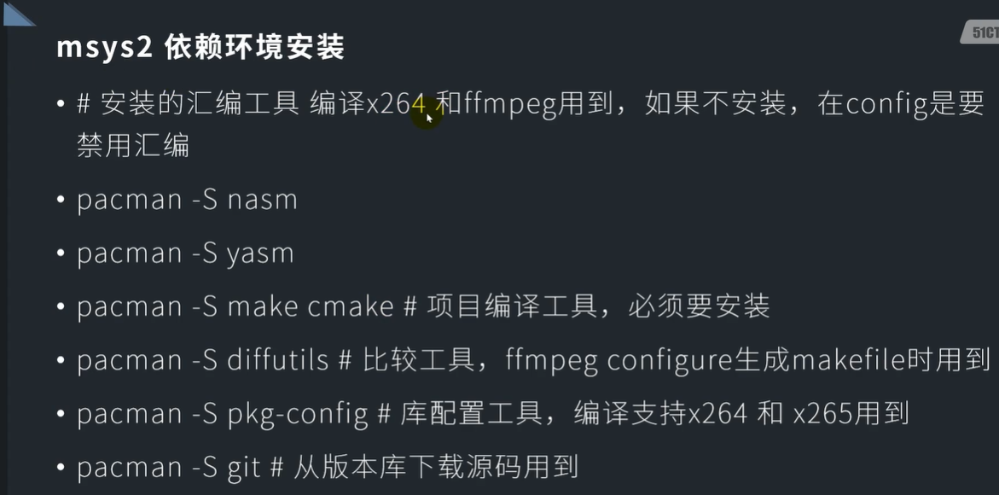 msys2 依赖环境安装
51CT
• # 安装的汇编工具 编译x264 和ffmpeg用到，如果不安装，在config是要
禁用汇编
• pacman -S nasm
• pacman -S yasm
• pacman -S make cmake # 项目编译工具，必须要安装
• pacman -S diffutils # 比较工具，ffmpeg configure生成makefile时用到
• pacman -S pkg-config # 库配置工具，编译支持x264 和 x265用到
• pacman -S git # 从版本库下载源码用到